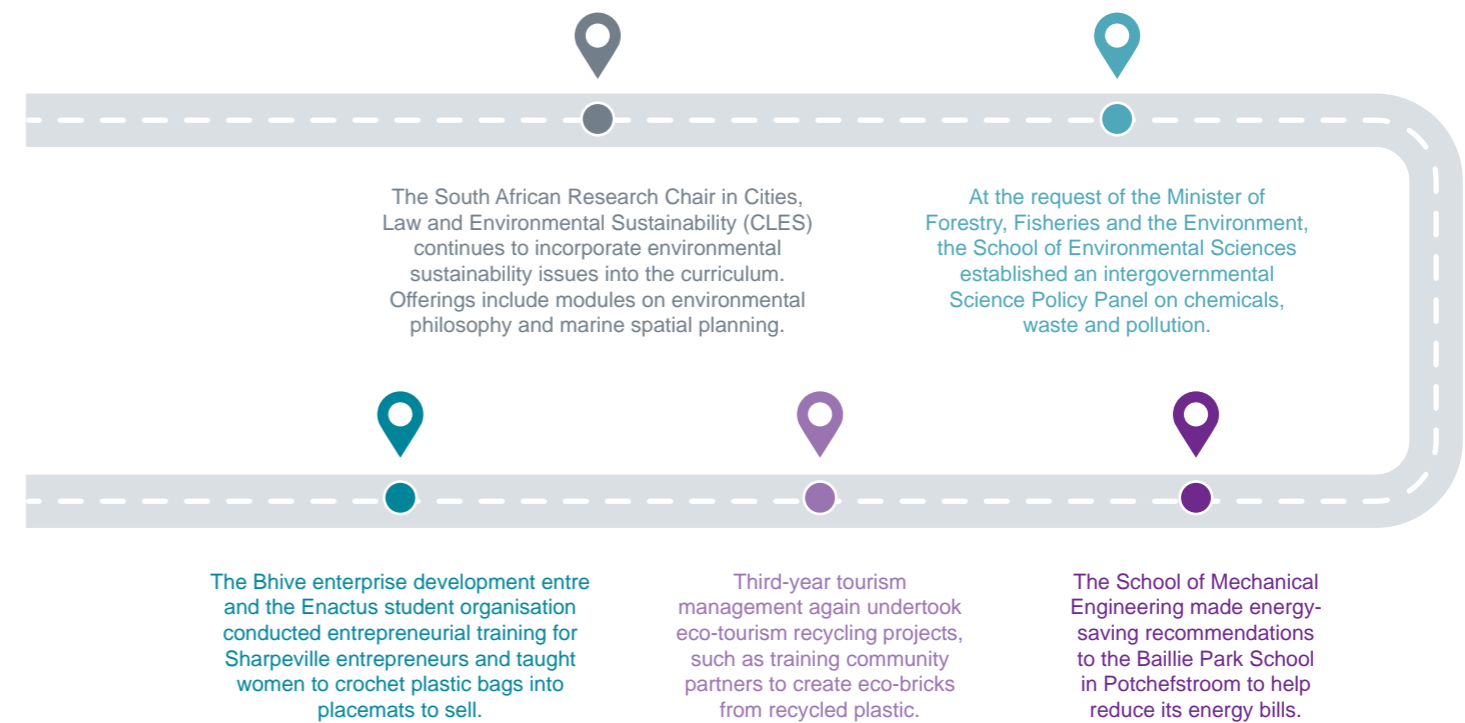 The South African Research Chair in Cities,
Law and Environmental Sustainability (CLES)
continues to incorporate environmental
sustainability issues into the curriculum.
Offerings include modules on environmental
philosophy and marine spatial planning.
At the request of the Minister of
Forestry, Fisheries and the Environment,
the School of Environmental Sciences
established an intergovernmental
Science Policy Panel on chemicals,
waste and pollution.
The Bhive enterprise development entre
and the Enactus student organisation
conducted entrepreneurial training for
Sharpeville entrepreneurs and taught
women to crochet plastic bags into
placemats to sell.
Third-year tourism
management again undertook
eco-tourism recycling projects,
such as training community
partners to create eco-bricks
from recycled plastic.
The School of Mechanical
Engineering made energy-
saving recommendations
to the Baillie Park School
in Potchefstroom to help
reduce its energy bills.